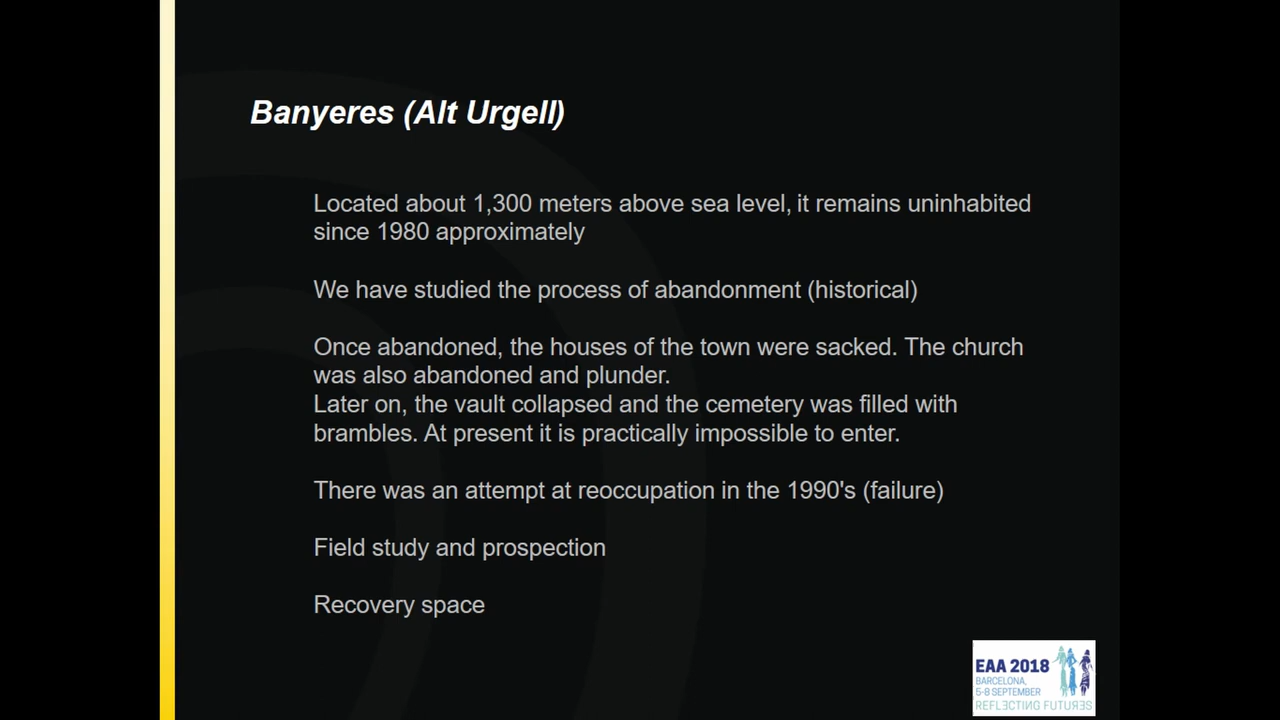 Banyeres (Alt Urgell)
Located about 1,300 meters above sea level, it remains uninhabited
since 1980 approximately
We have studied the process of abandonment (historical)
Once abandoned, the houses of the town were sacked. The church
was also abandoned and plunder.
Later on, the vault collapsed and the cemetery was filled with
brambles. At present it is practically impossible to enter.
There was an attempt at reoccupation in the 1990's (failure)
Field study and prospection
Recovery space
EAA 2018
BARCELONA,
5-8 SEPTEMBER
REFLECTING FUTURES